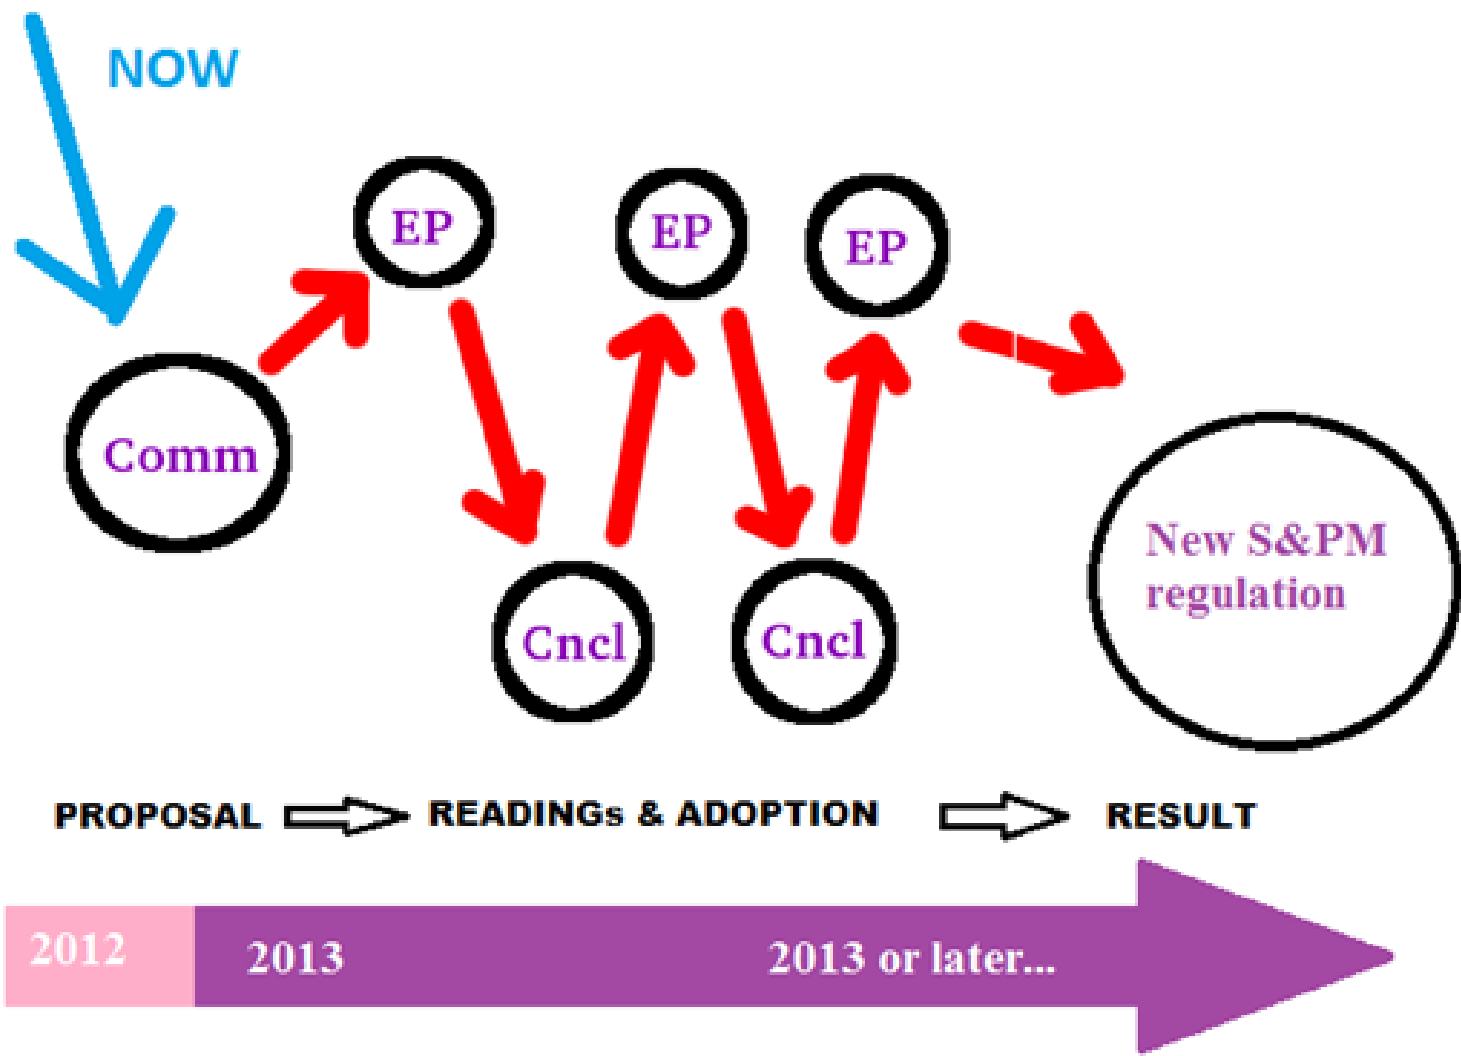 NOW
EP
EP
EP
Comm
New S&PM
regulation
Cncl
Cncl
PROPOSAL
READINGs & ADOPTION
RESULT
2012
2013
2013 or later...